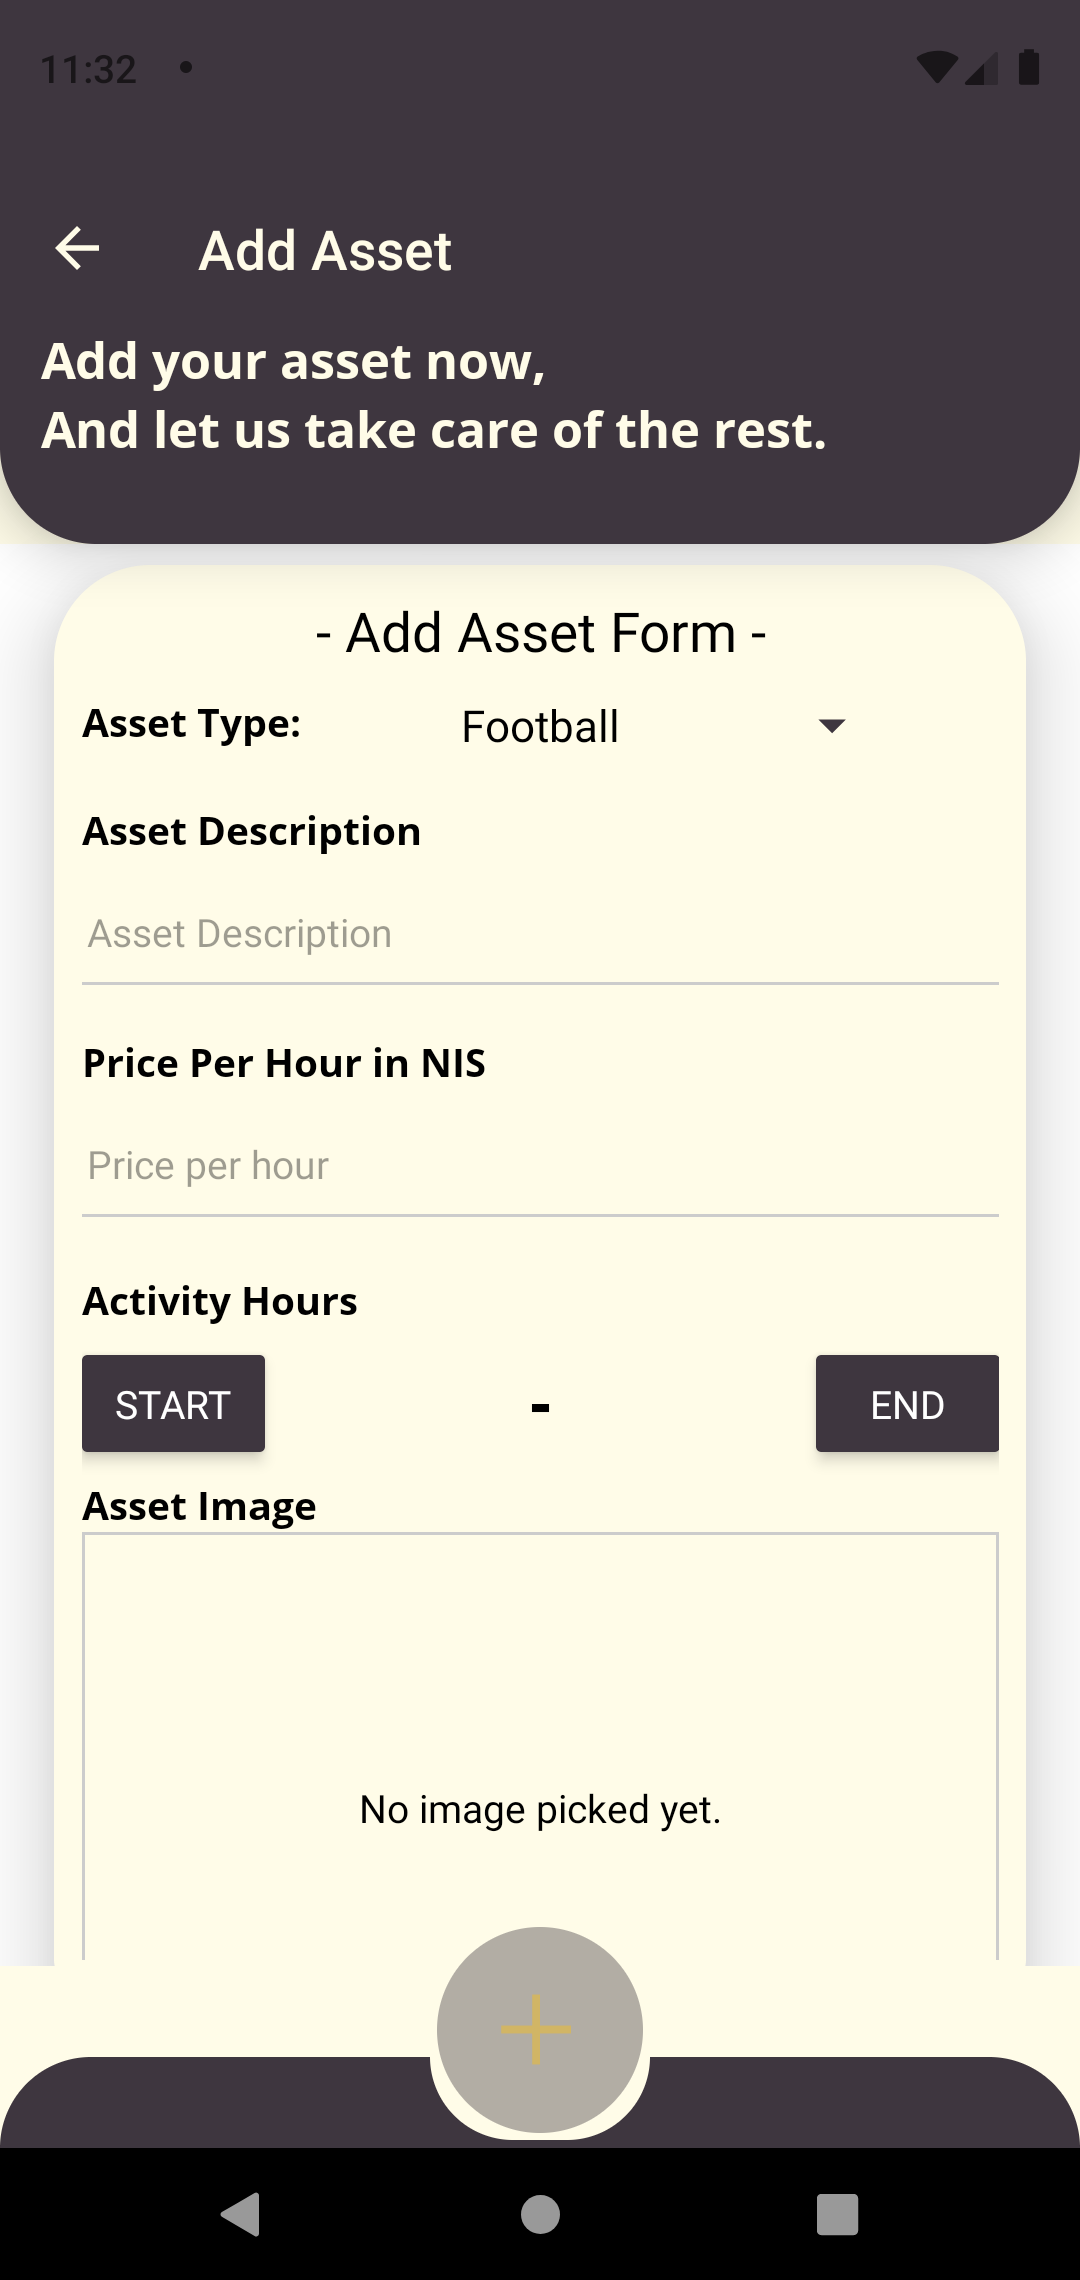 11:32
Add Asset
Add your asset now,
And let us take care of the rest.
- Add Asset Form -
Asset Type: Football
Asset Description
Asset Description
Price Per Hour in NIS
Price per hour
Activity Hours
START - END
Asset Image
No image picked yet.